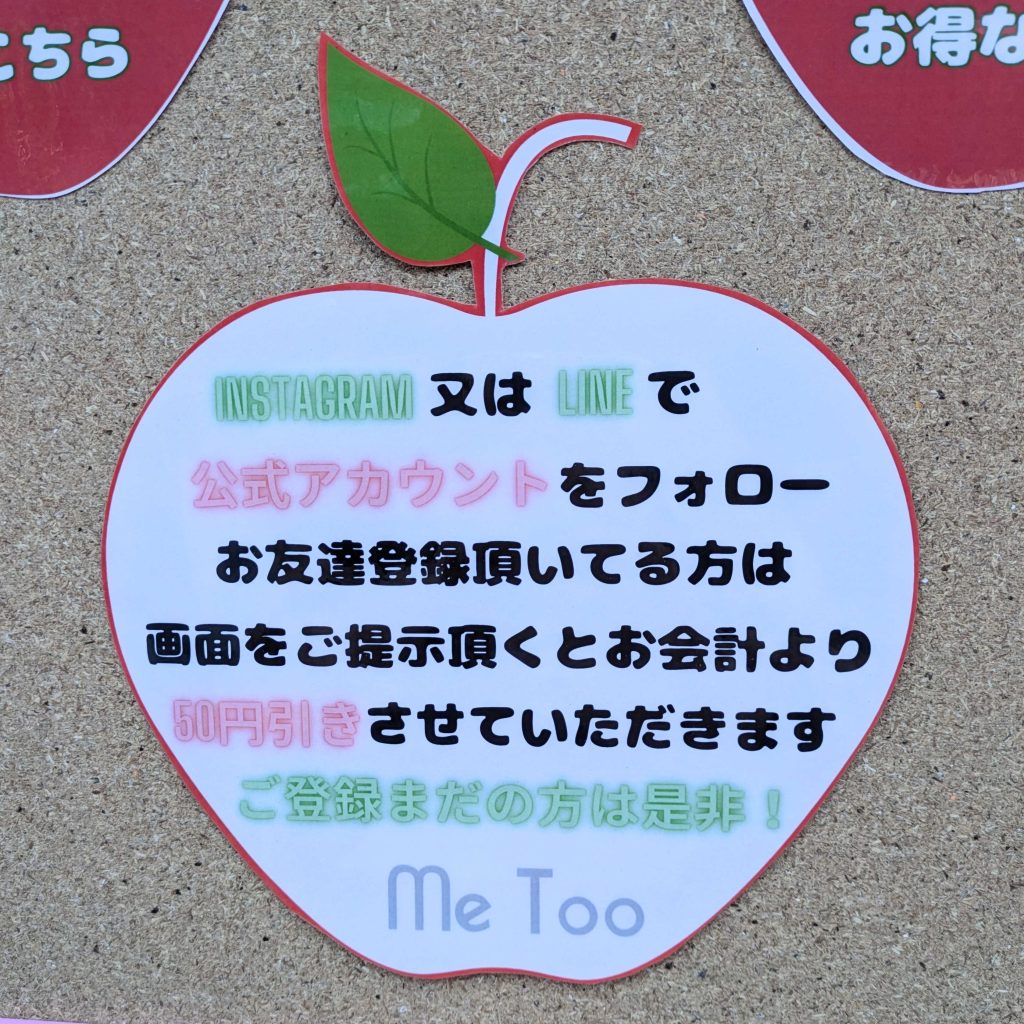 こちら
お得な
INSTAGRAM 又は LINE で
公式アカウントをフォロー
お友達登録頂いてる方は
画面をご提示頂くとお会計より
50円引きさせていただきます
ご登録まだの方は是非！
Me Too